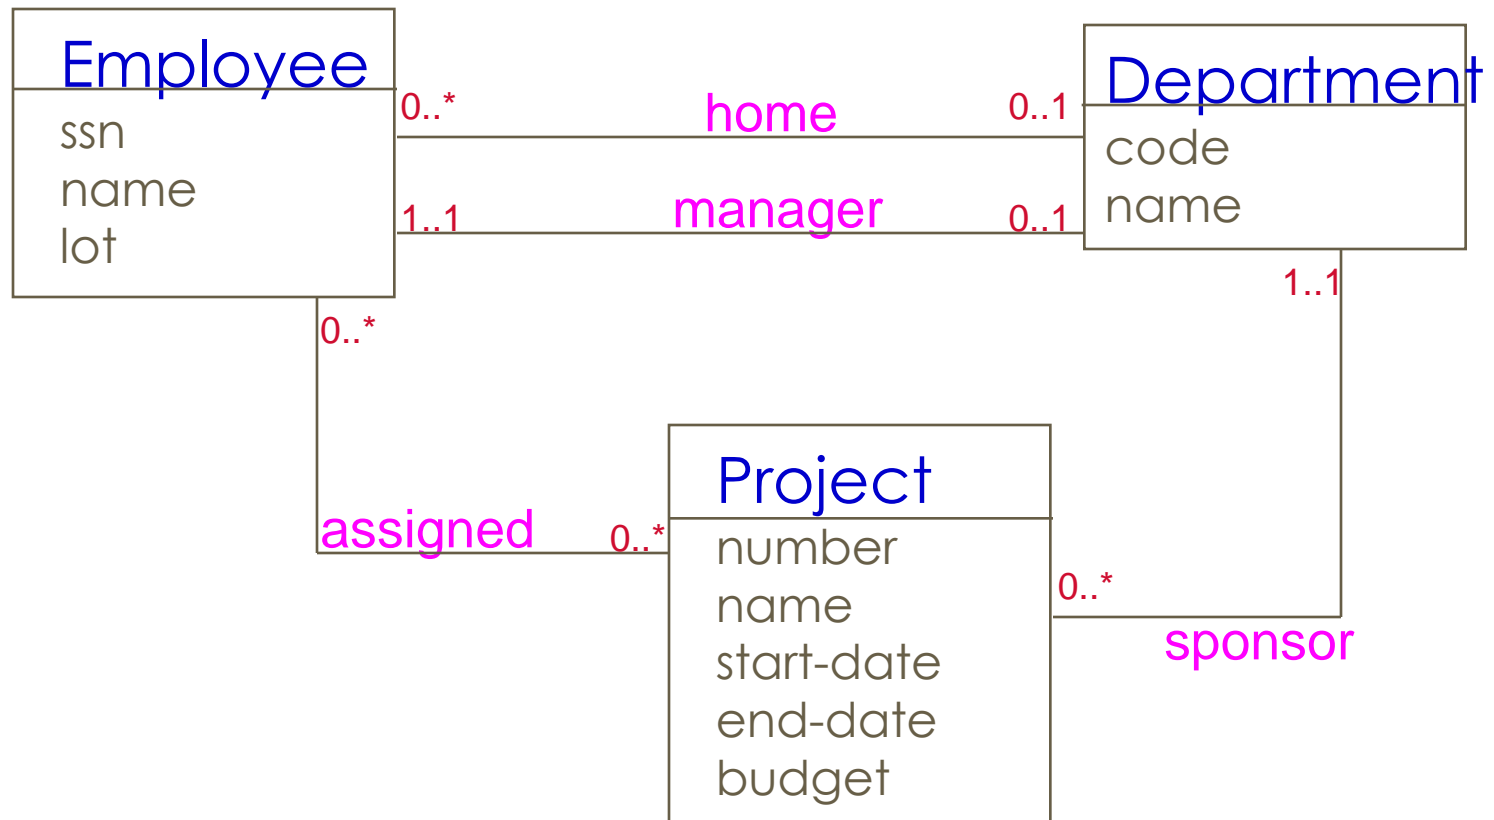 Employee
ssn
name
lot
0..*
home
0..1
1..1
manager
0..1
Department
code
name
1..1
0..*
assigned
0..*
Project
number
name
start-date
end-date
budget
0..*
sponsor